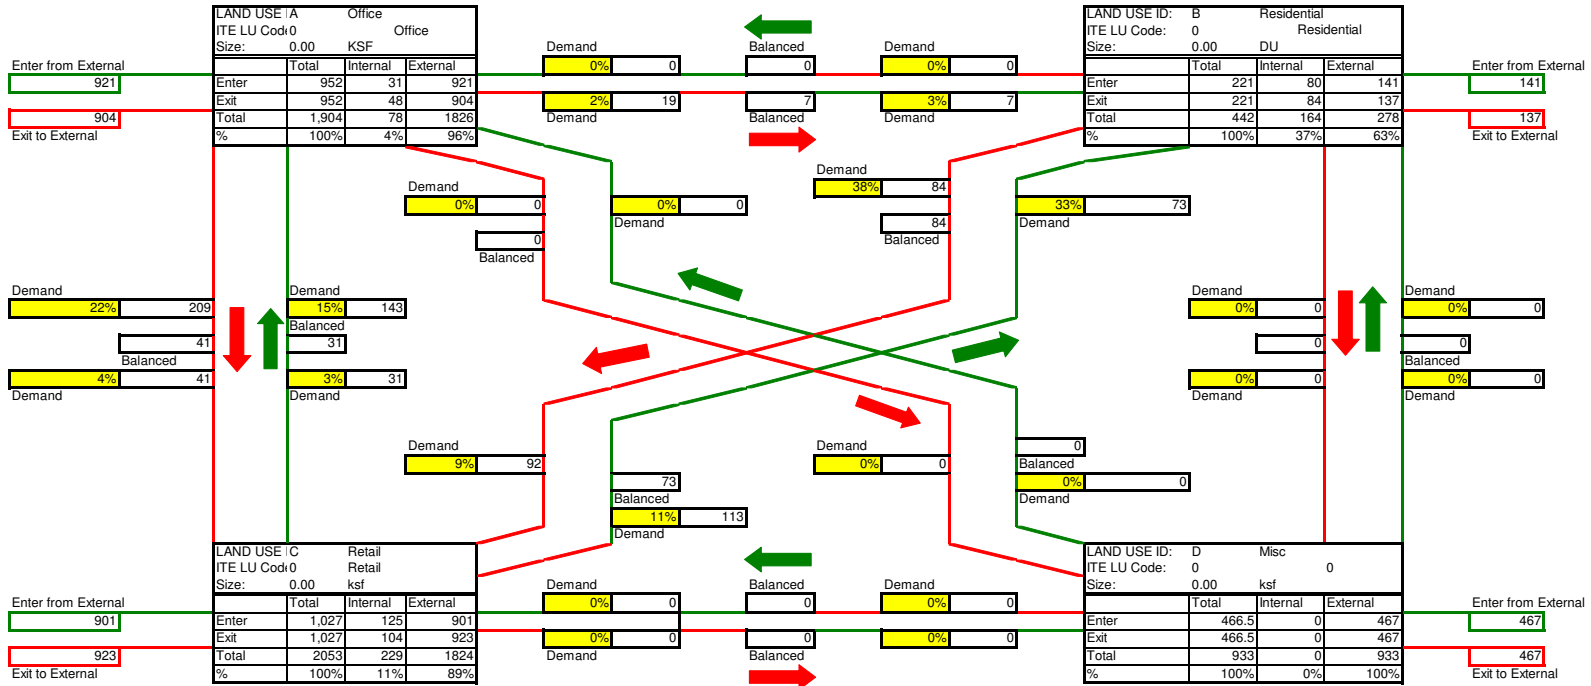 LAND USE I A Office
ITE LU Code 0 Office
Size: 0.00 KSF
Total Internal External
Enter 952 31 921
Exit 952 48 904
Total 1,904 78 1826
% 100% 4% 96%
Enter from External
921
904
Exit to External
Demand Balanced Demand
0% 0 0 0% 0
2% 19 7 3% 7
Demand Balanced Demand
LAND USE ID: B Residential
ITE LU Code: 0 Residential
Size: 0.00 DU
Total Internal External
Enter 221 80 141
Exit 221 84 137
Total 442 164 278
% 100% 37% 63%
Enter from External
141
137
Exit to External
Demand
0% 0
0
Balanced
0% 0
Demand
Demand
38% 84
84
Balanced
33% 73
Demand
Demand
22% 209
41
Balanced
4% 41
Demand
Demand
15% 143
Balanced
31
3% 31
Demand
Demand
0% 0
0
0% 0
Demand
Demand
0% 0
0
Balanced
0% 0
Demand
Demand
9% 92
73
Balanced
11% 113
Demand
Demand
0% 0
0
Balanced
0% 0
Demand
LAND USE I C Retail
ITE LU Code 0 Retail
Size: 0.00 ksf
Total Internal External
Enter 1,027 125 901
Exit 1,027 104 923
Total 2053 229 1824
% 100% 11% 89%
Enter from External
901
923
Exit to External
Demand Balanced Demand
0% 0 0 0% 0
0% 0 0 0% 0
Demand Balanced Demand
LAND USE ID: D Misc
ITE LU Code: 0 0
Size: 0.00 ksf
Total Internal External
Enter 466.5 0 467
Exit 466.5 0 467
Total 933 0 933
% 100% 0% 100%
Enter from External
467
467
Exit to External